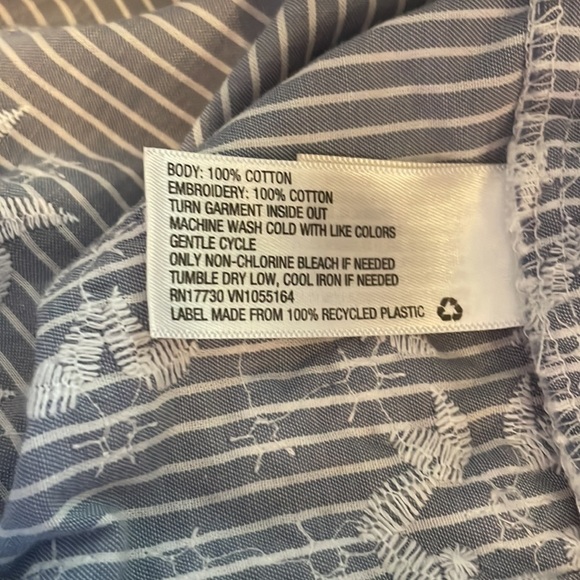 BODY: 100% COTTON
EMBROIDERY: 100% COTTON
TURN GARMENT INSIDE OUT
MACHINE WASH COLD WITH LIKE COLORS
GENTLE CYCLE
ONLY NON-CHLORINE BLEACH IF NEEDED
TUMBLE DRY LOW, COOL IRON IF NEEDED
RN17730 VN1055164
LABEL MADE FROM 100% RECYCLED PLASTIC